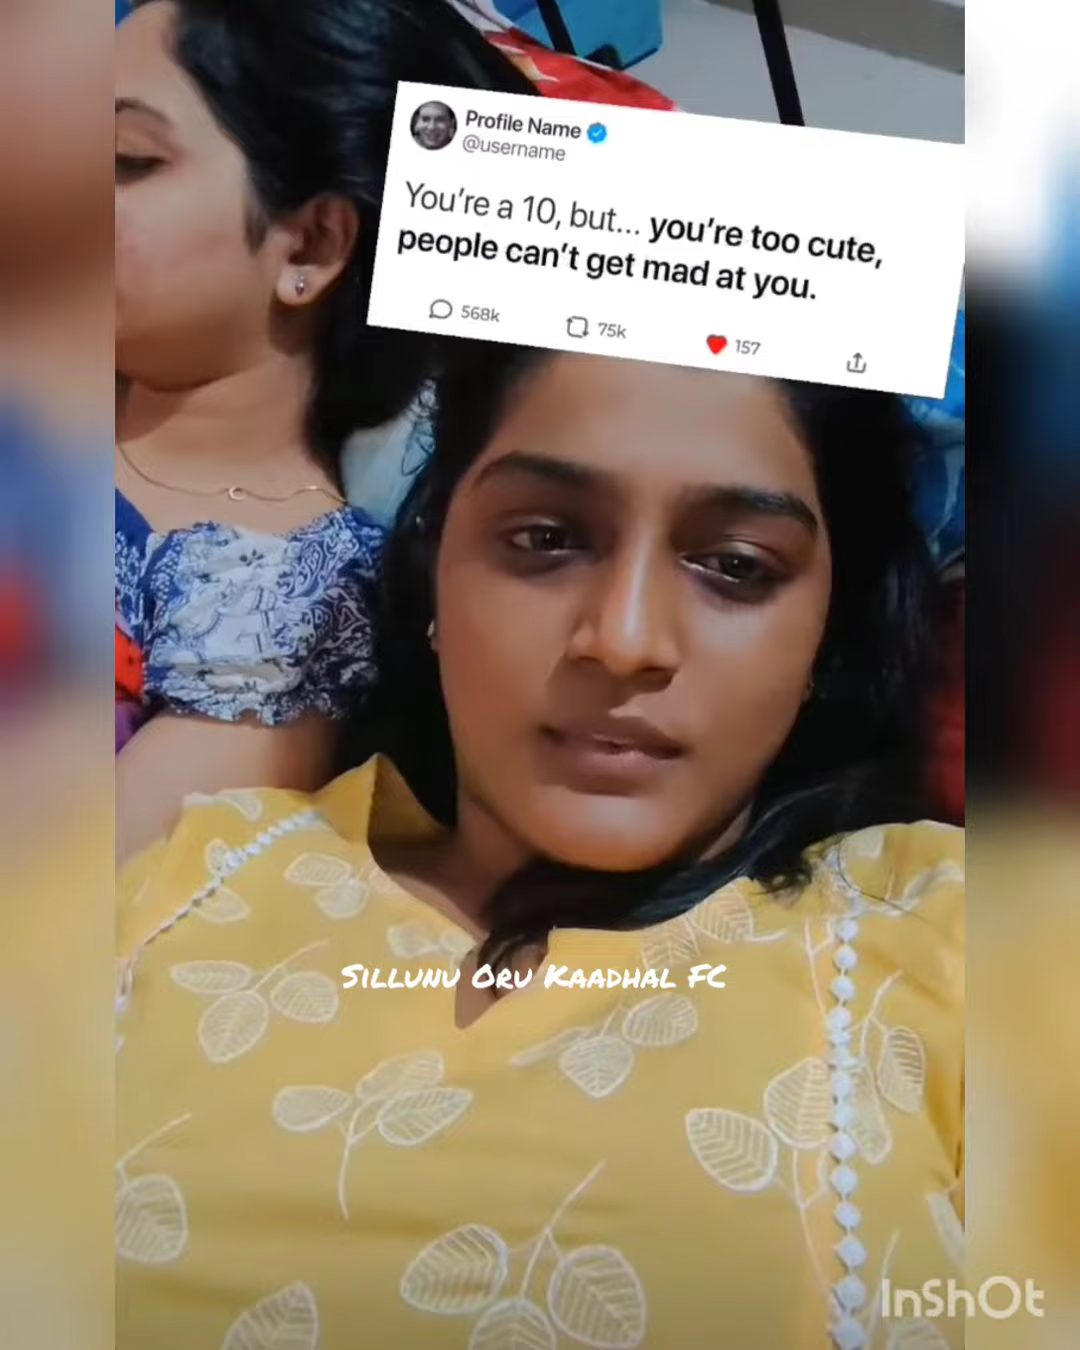 Profile Name
@username
You're a 10, but... you're too cute,
people can't get mad at you.
568k 75k 157
SILLUNU ORU KAADHAL FC
InShOt